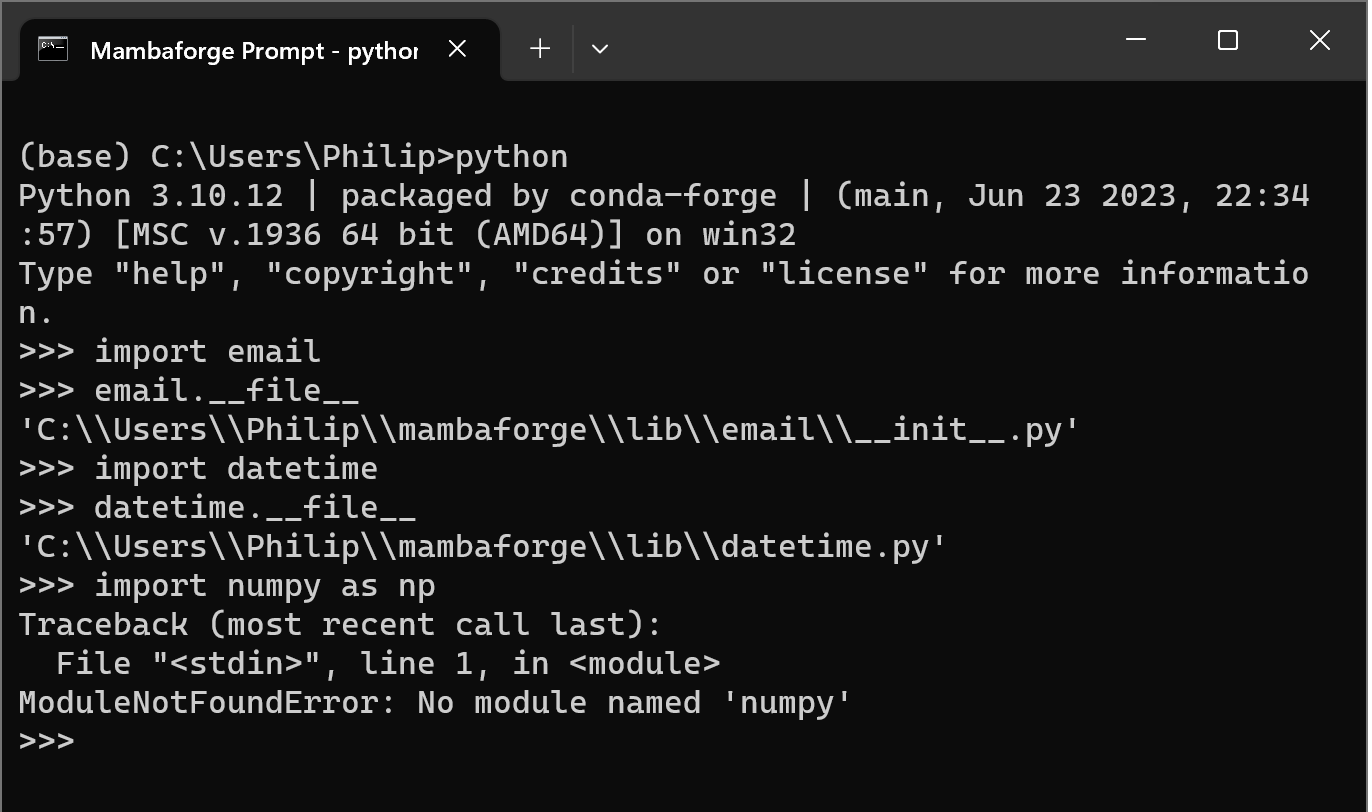 Mambaforge Prompt - python
(base) C:\Users\Philip>python
Python 3.10.12 | packaged by conda-forge | (main, Jun 23 2023, 22:34
:57) [MSC v.1936 64 bit (AMD64)] on win32
Type "help", "copyright", "credits" or "license" for more informatio
n.
>>> import email
>>> email.__file__
'C:\\Users\\Philip\\mambaforge\\lib\\email\\__init__.py'
>>> import datetime
>>> datetime.__file__
'C:\\Users\\Philip\\mambaforge\\lib\\datetime.py'
>>> import numpy as np
Traceback (most recent call last):
  File "<stdin>", line 1, in <module>
ModuleNotFoundError: No module named 'numpy'
>>>